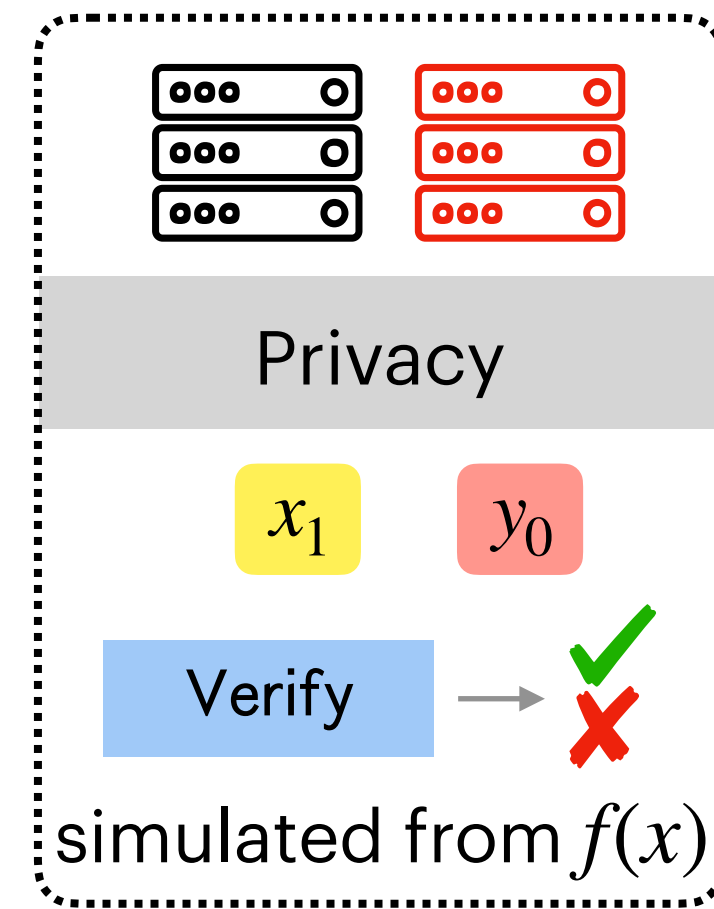 Privacy
x₁ y₀
Verify
simulated from f(x)